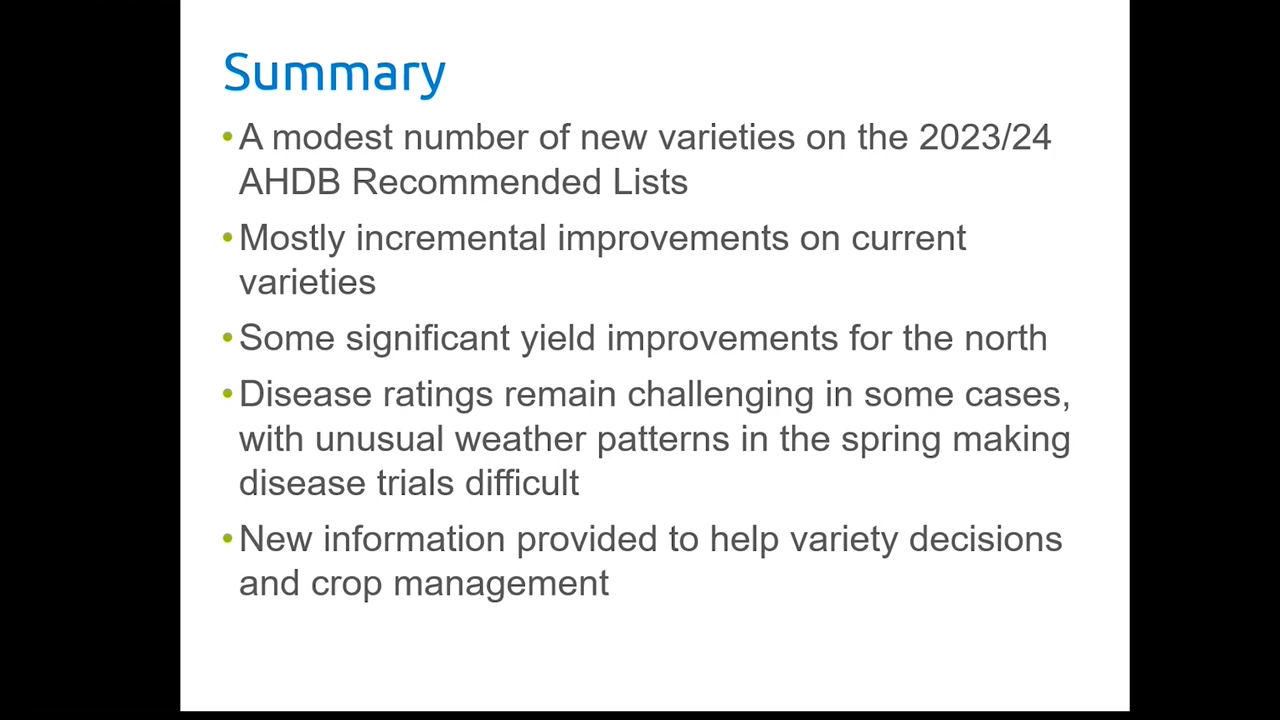 Summary
•A modest number of new varieties on the 2023/24
AHDB Recommended Lists
•Mostly incremental improvements on current
varieties
•Some significant yield improvements for the north
•Disease ratings remain challenging in some cases,
with unusual weather patterns in the spring making
disease trials difficult
•New information provided to help variety decisions
and crop management